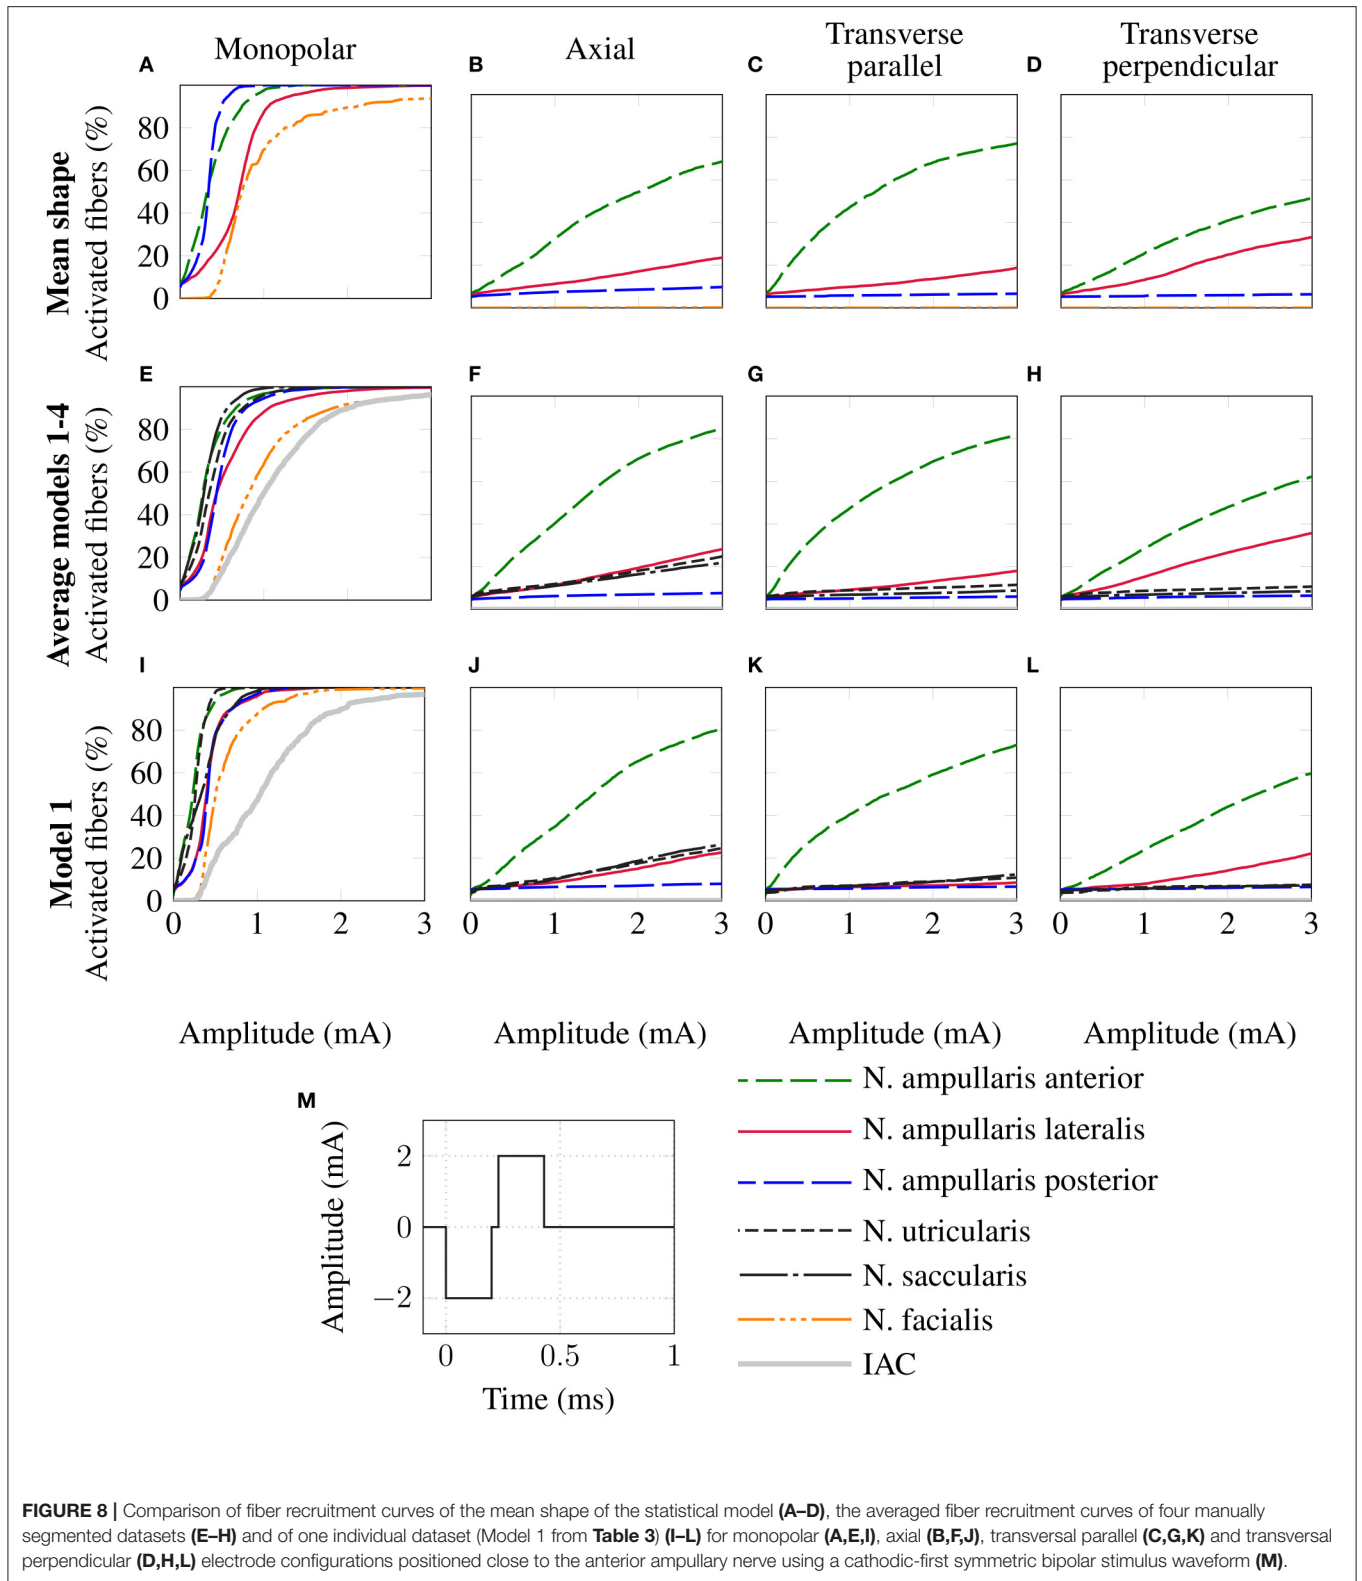 Monopolar
Axial
Transverse
parallel
Transverse
perpendicular
A
B
C
D
Mean shape
Activated fibers (%)
80
60
40
20
0
E
F
G
H
Average models 1-4
Activated fibers (%)
80
60
40
20
0
I
J
K
L
Model 1
Activated fibers (%)
80
60
40
20
0
0 1 2 3
0 1 2 3
0 1 2 3
0 1 2 3
Amplitude (mA)
Amplitude (mA)
Amplitude (mA)
Amplitude (mA)
M
Amplitude (mA)
2
0
−2
0 0.5 1
Time (ms)
N. ampullaris anterior
N. ampullaris lateralis
N. ampullaris posterior
N. utricularis
N. saccularis
N. facialis
IAC
FIGURE 8 | Comparison of fiber recruitment curves of the mean shape of the statistical model (A–D), the averaged fiber recruitment curves of four manually
segmented datasets (E–H) and of one individual dataset (Model 1 from Table 3) (I–L) for monopolar (A,E,I), axial (B,F,J), transversal parallel (C,G,K) and transversal
perpendicular (D,H,L) electrode configurations positioned close to the anterior ampullary nerve using a cathodic-first symmetric bipolar stimulus waveform (M).